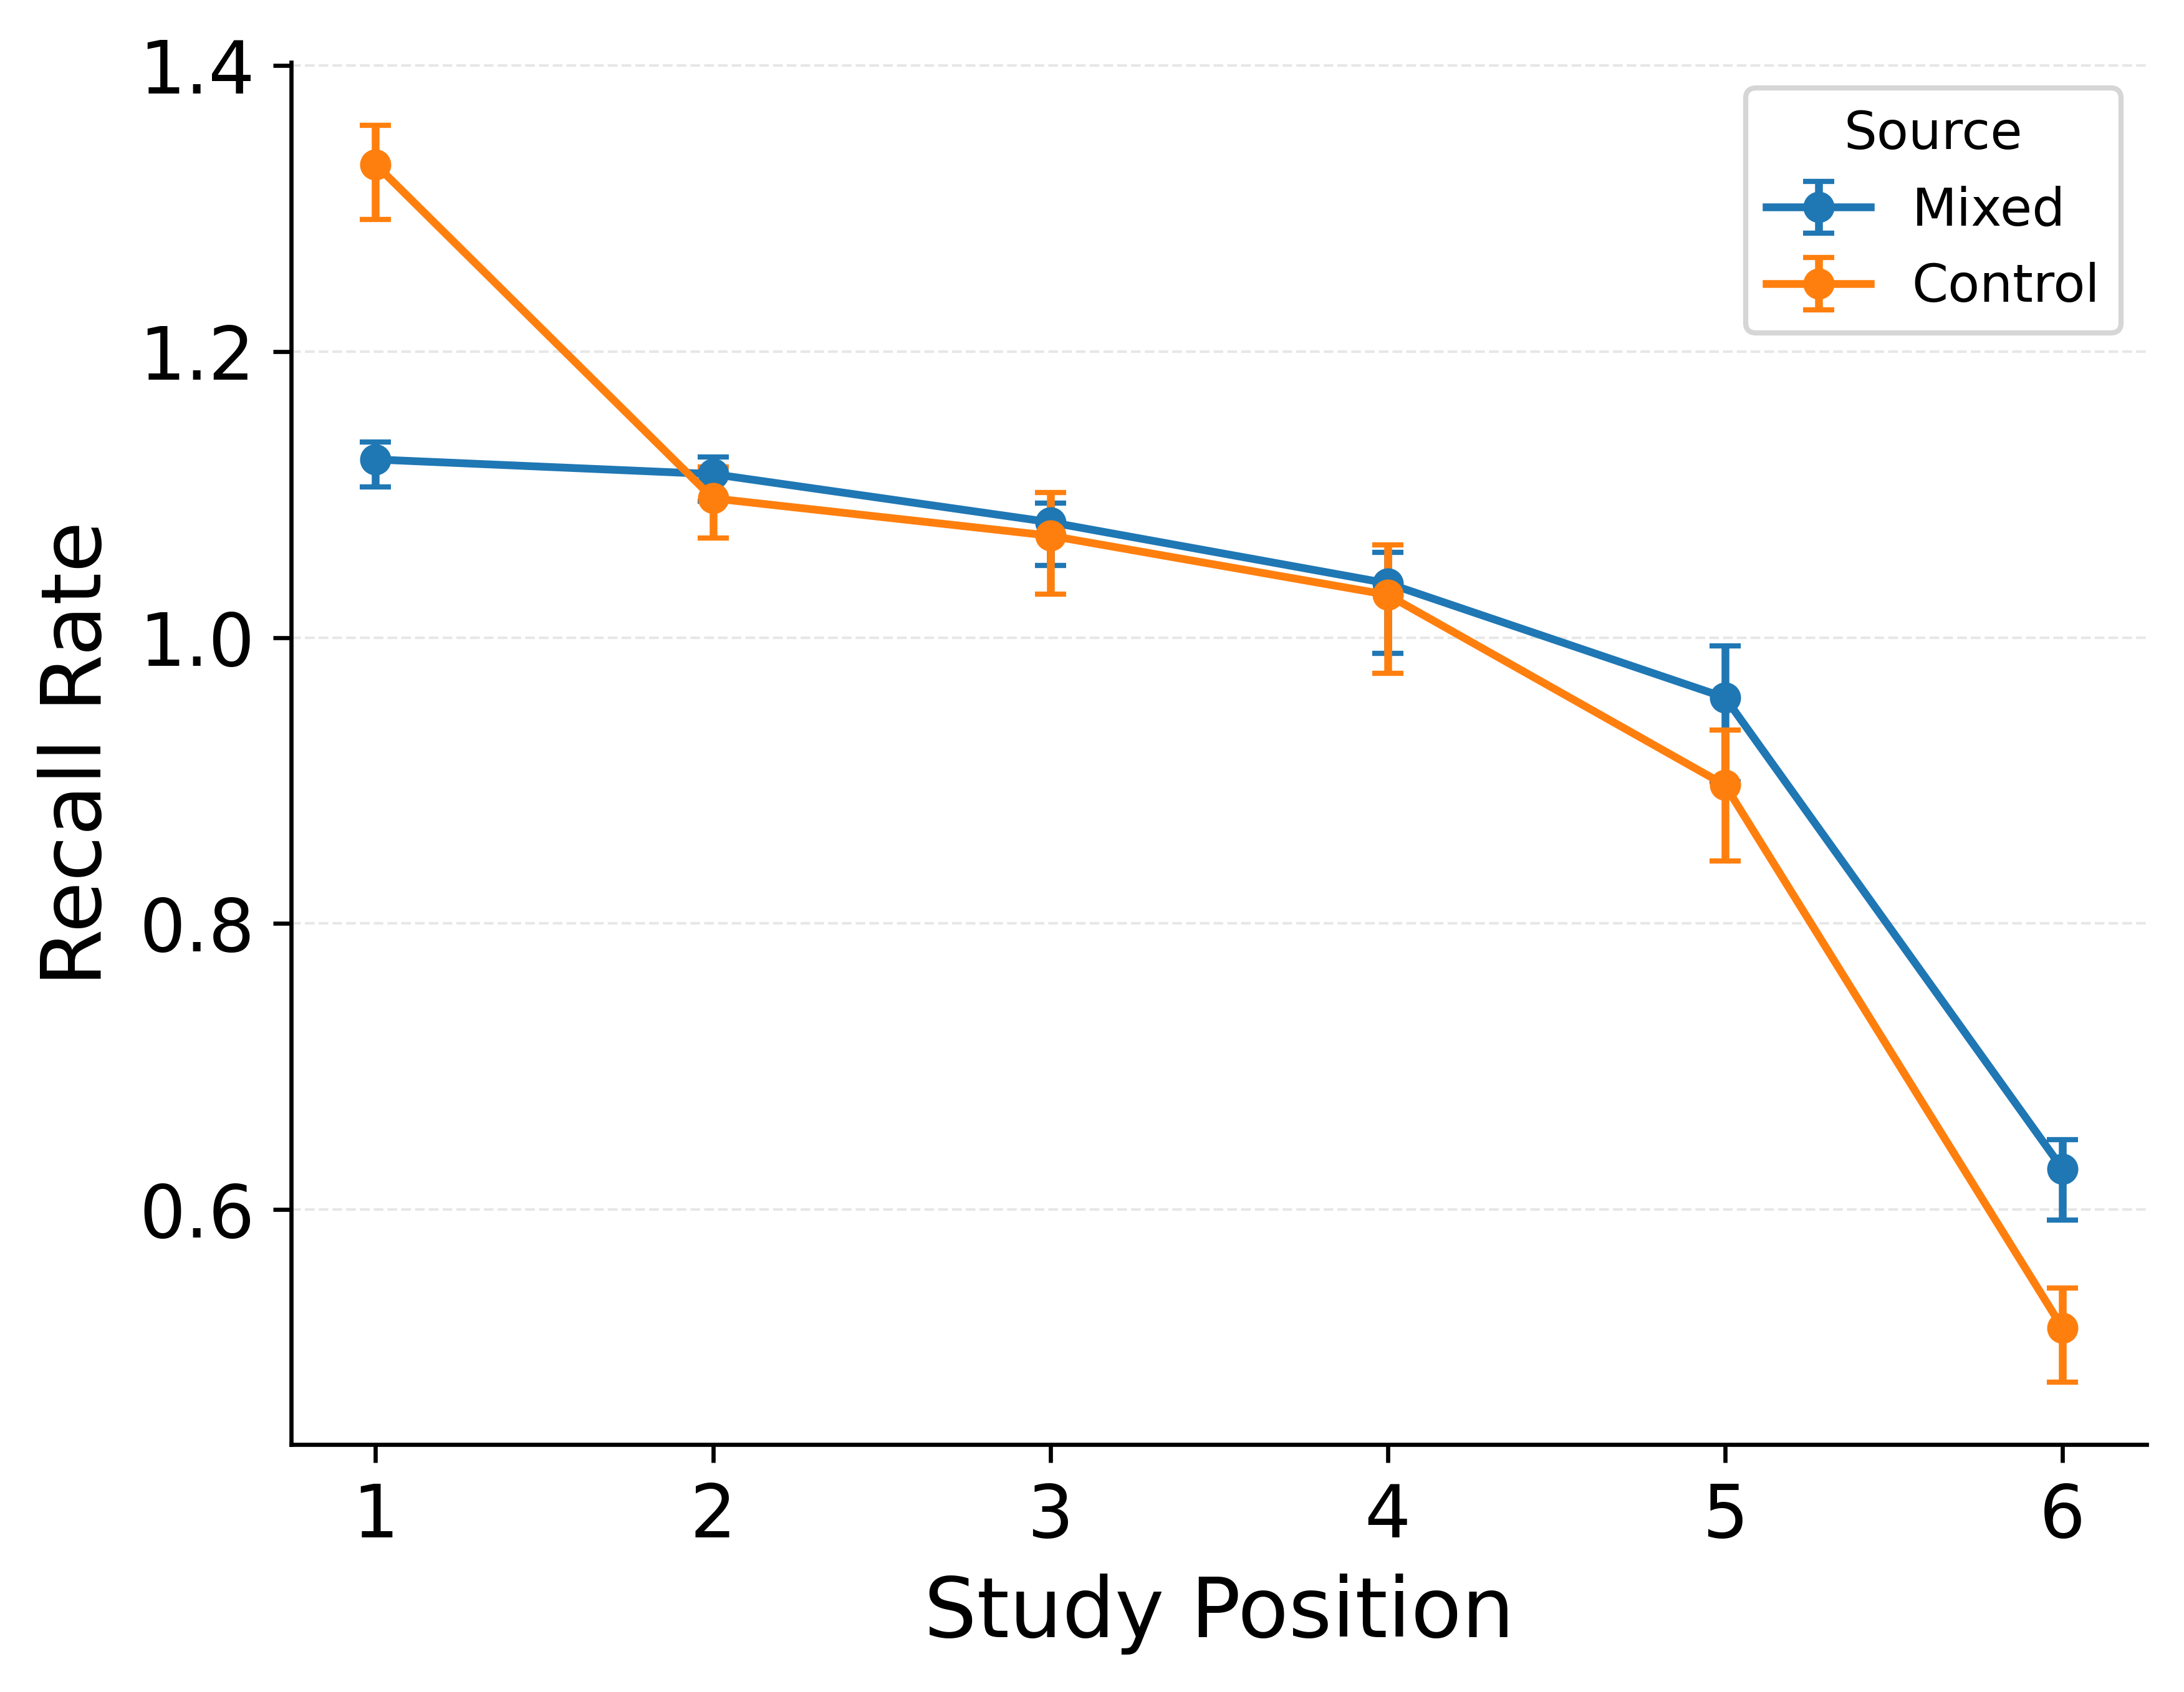 1.4
1.2
1.0
0.8
0.6
Recall Rate
Source
Mixed
Control
1 2 3 4 5 6
Study Position